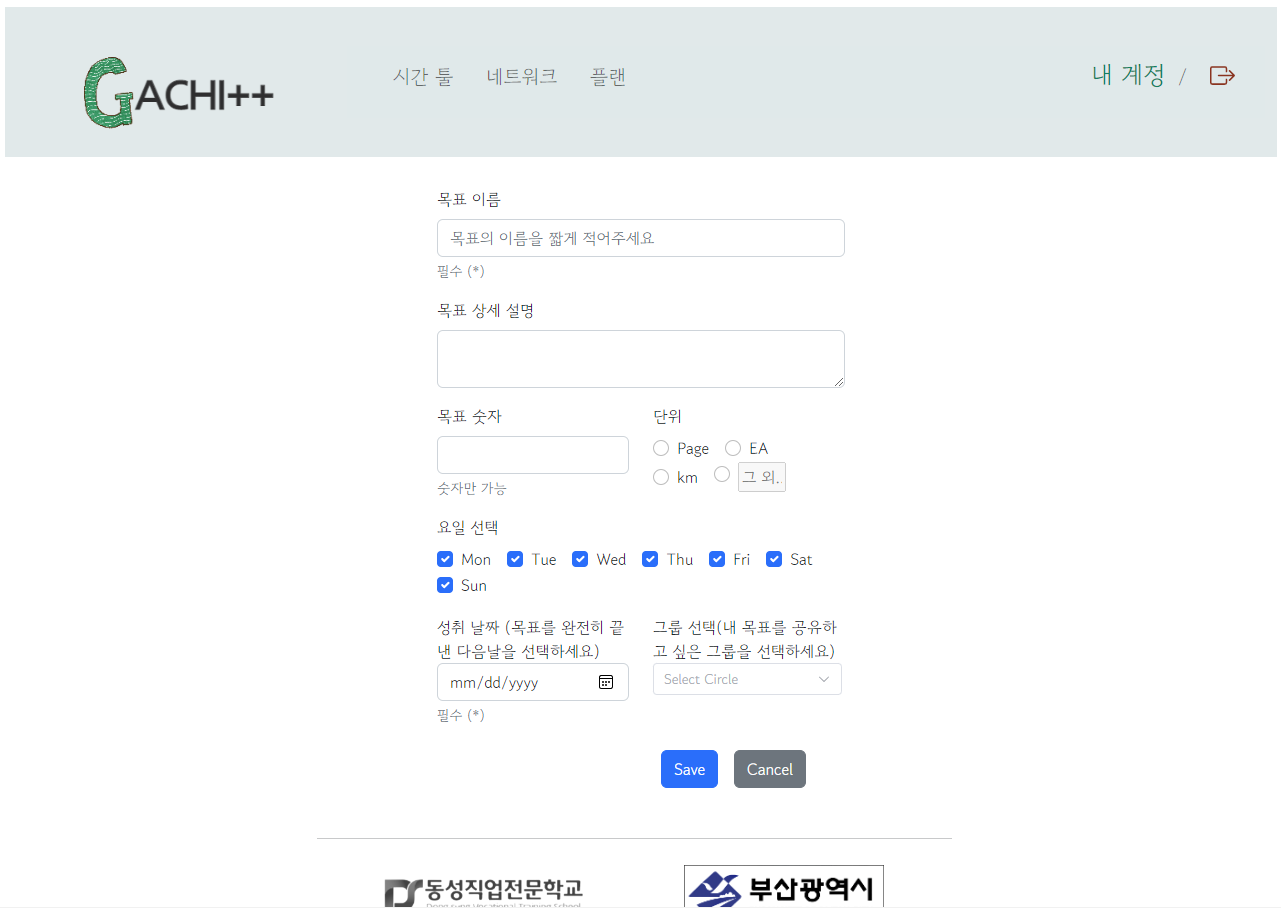 GACHI++
시간 툴 네트워크 플랜
내 계정 /
목표 이름
목표의 이름을 짧게 적어주세요
필수 (*)
목표 상세 설명
목표 숫자
숫자만 가능
단위
Page EA
km 그 외.
요일 선택
Mon Tue Wed Thu Fri Sat
Sun
성취 날짜 (목표를 완전히 끝
낸 다음날을 선택하세요)
mm/dd/yyyy
필수 (*)
그룹 선택(내 목표를 공유하
고 싶은 그룹을 선택하세요)
Select Circle
Save Cancel
동성직업전문학교
부산광역시